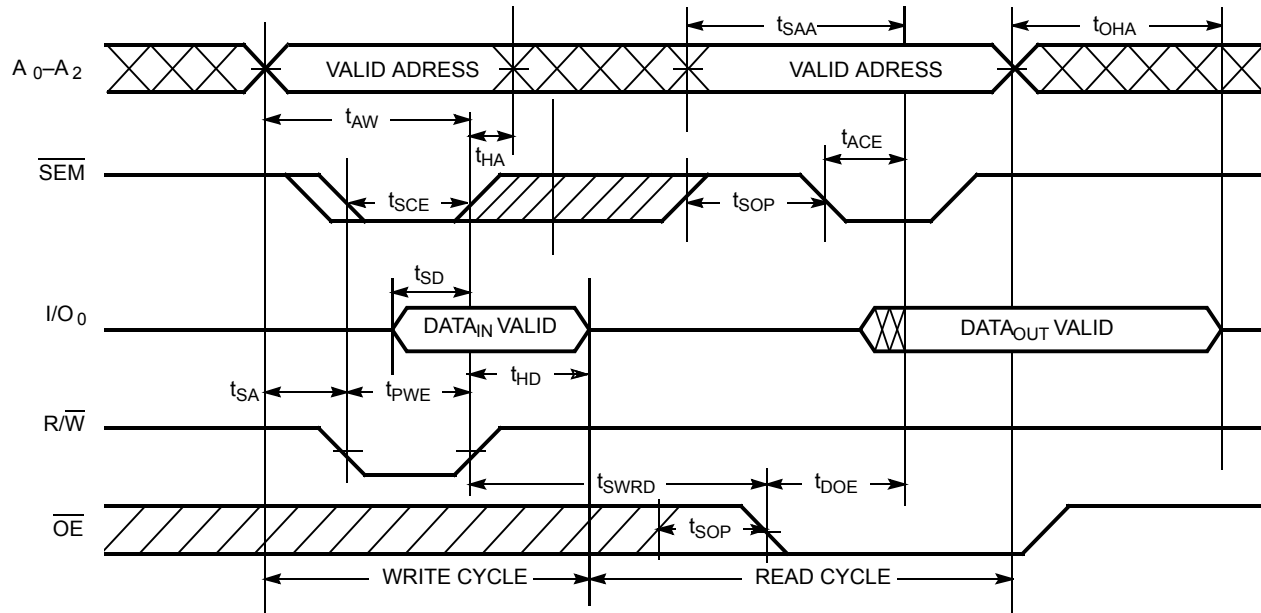 tSAA
tOHA
A 0–A 2
VALID ADRESS
VALID ADRESS
tAW
tHA
tACE
SEM
tSCE
tSOP
tSD
I/O 0
DATAIN VALID
DATAOUT VALID
tSA
tPWE
tHD
R/W
tSWRD
tDOE
OE
tSOP
WRITE CYCLE
READ CYCLE